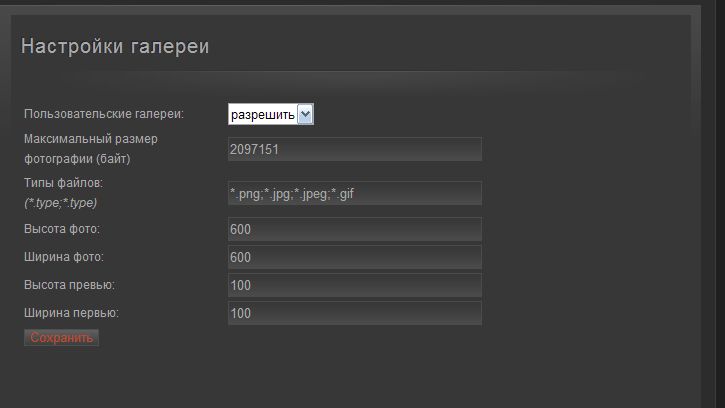 Настройки галереи
Пользовательские галереи: разрешить
Максимальный размер
фотографии (байт) 2097151
Типы файлов:
(*.type;*.type) *.png;*.jpg;*.jpeg;*.gif
Высота фото: 600
Ширина фото: 600
Высота превью: 100
Ширина первью: 100
Сохранить